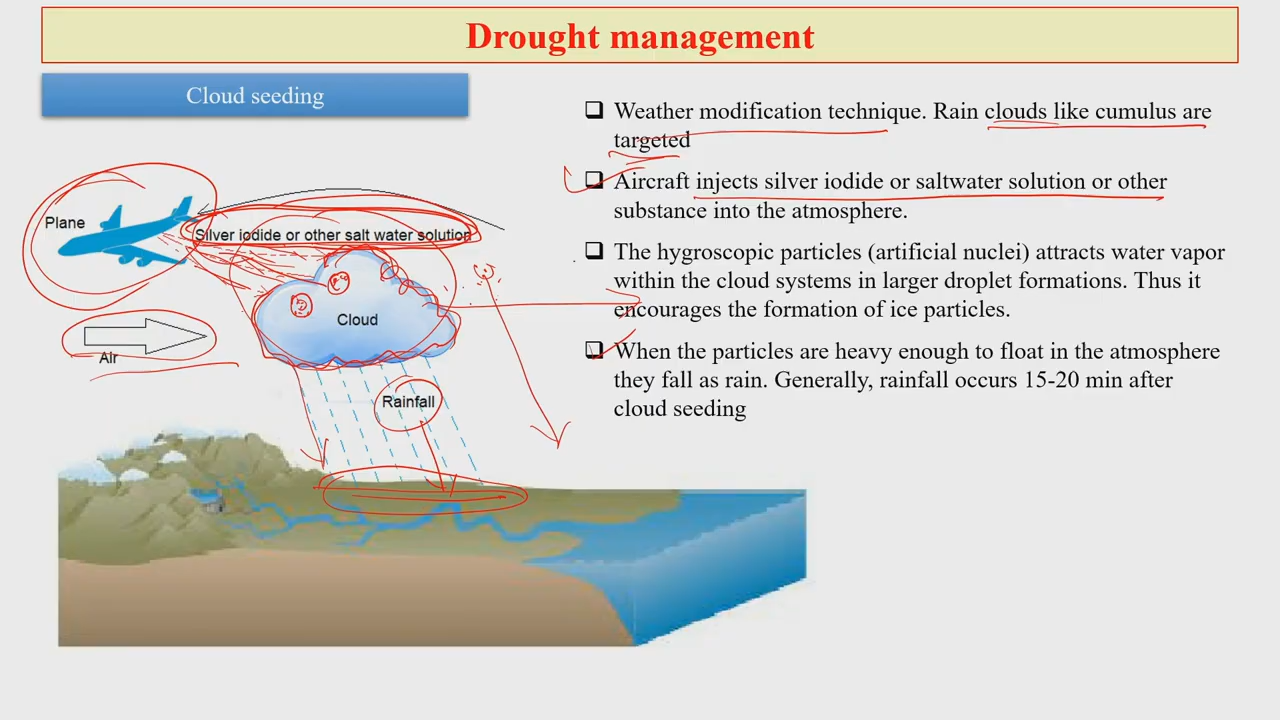 Drought management
Cloud seeding
Weather modification technique. Rain clouds like cumulus are
targeted
Aircraft injects silver iodide or saltwater solution or other
substance into the atmosphere.
The hygroscopic particles (artificial nuclei) attracts water vapor
within the cloud systems in larger droplet formations. Thus it
encourages the formation of ice particles.
When the particles are heavy enough to float in the atmosphere
they fall as rain. Generally, rainfall occurs 15-20 min after
cloud seeding
Plane
Silver iodide or other salt water solution
Cloud
Air
Rainfall